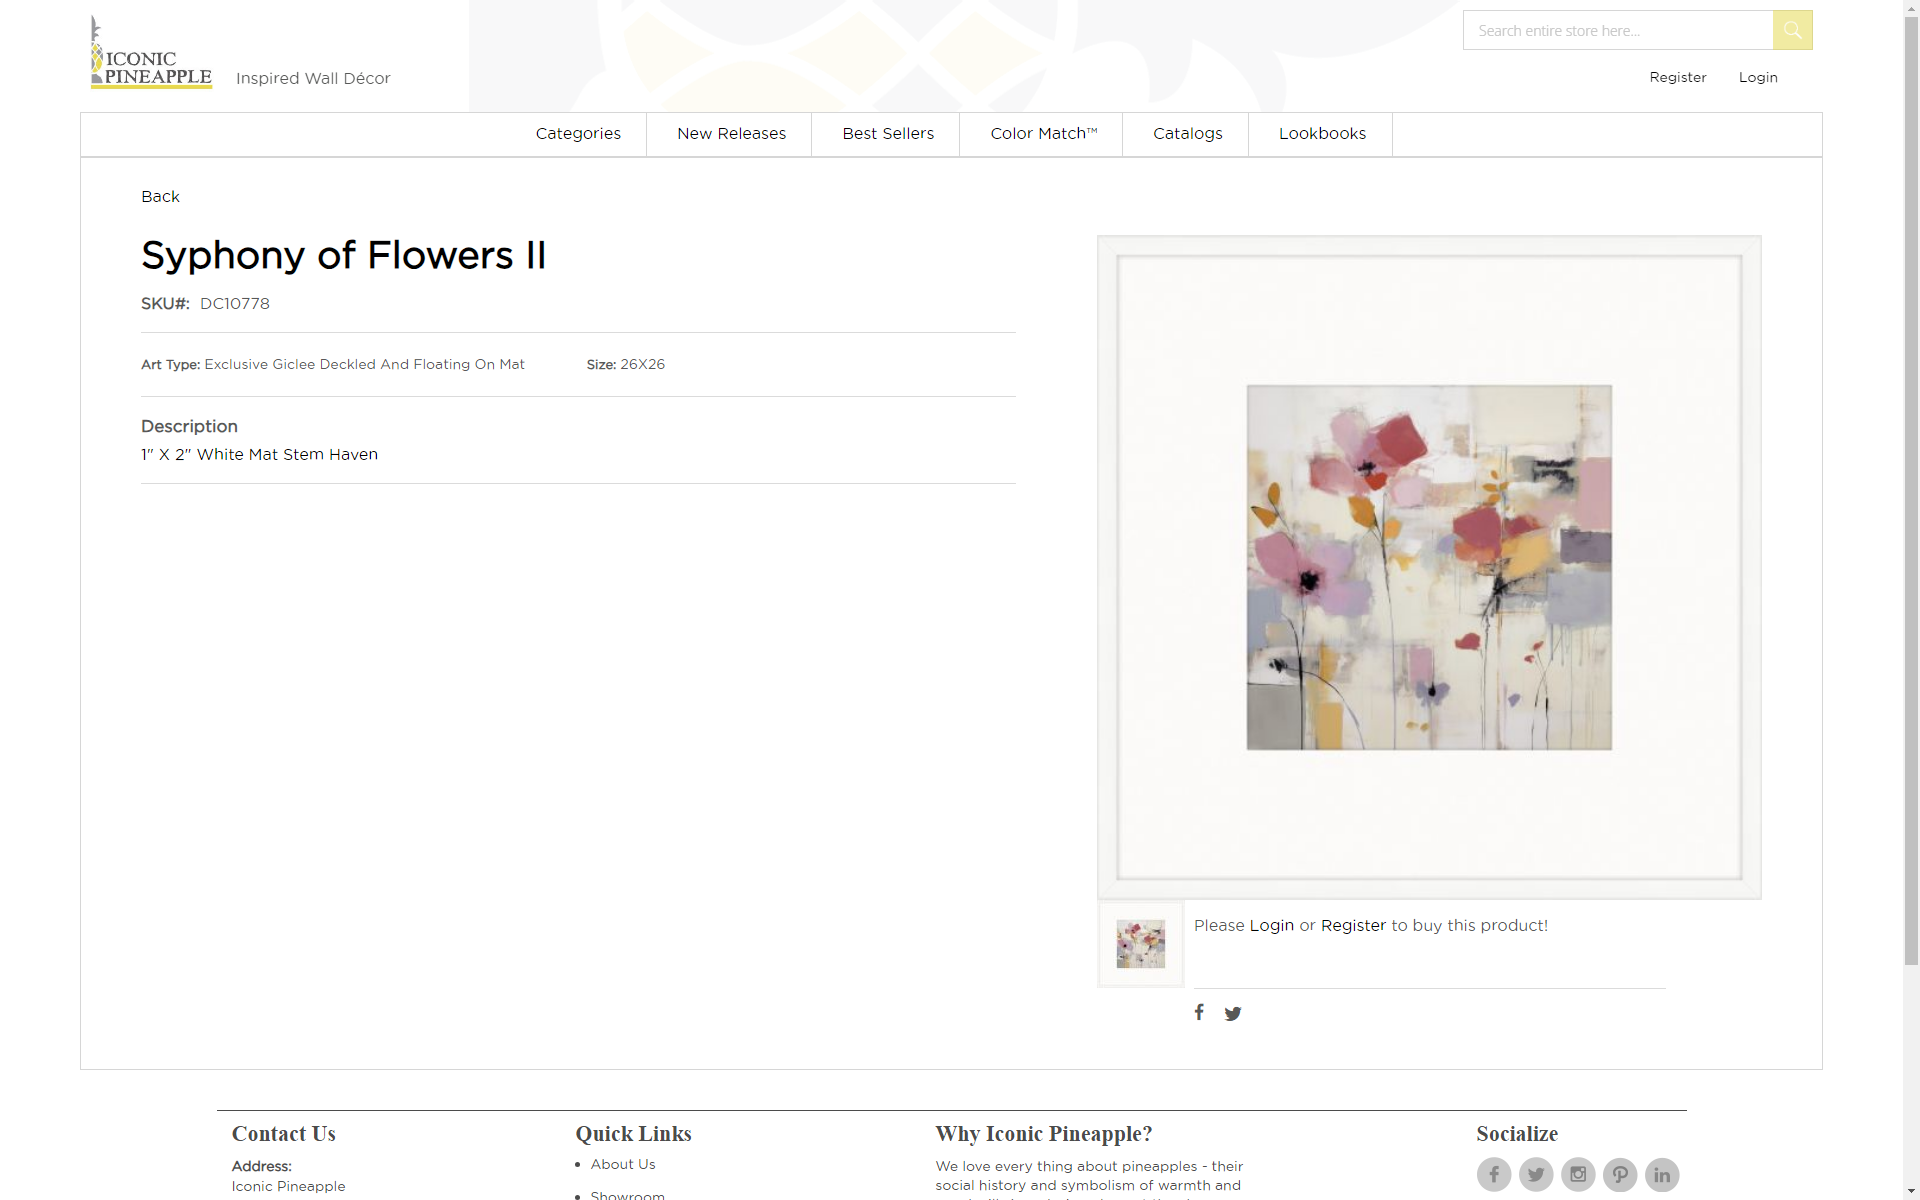 ICONIC
PINEAPPLE
Inspired Wall Décor
Search entire store here...
Register
Login
Categories
New Releases
Best Sellers
Color Match™
Catalogs
Lookbooks
Back
Syphony of Flowers II
SKU#: DC10778
Art Type: Exclusive Giclee Deckled And Floating On Mat
Size: 26X26
Description
1" X 2" White Mat Stem Haven
Please Login or Register to buy this product!
Contact Us
Address:
Iconic Pineapple
Quick Links
About Us
Showroom
Why Iconic Pineapple?
We love every thing about pineapples - their
social history and symbolism of warmth and
Socialize